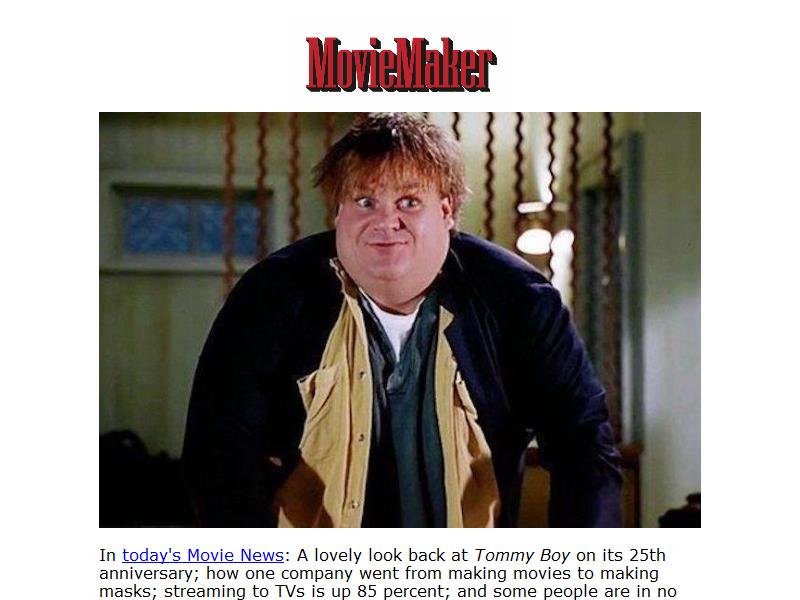 MovieMaker
In today's Movie News: A lovely look back at Tommy Boy on its 25th
anniversary; how one company went from making movies to making
masks; streaming to TVs is up 85 percent; and some people are in no